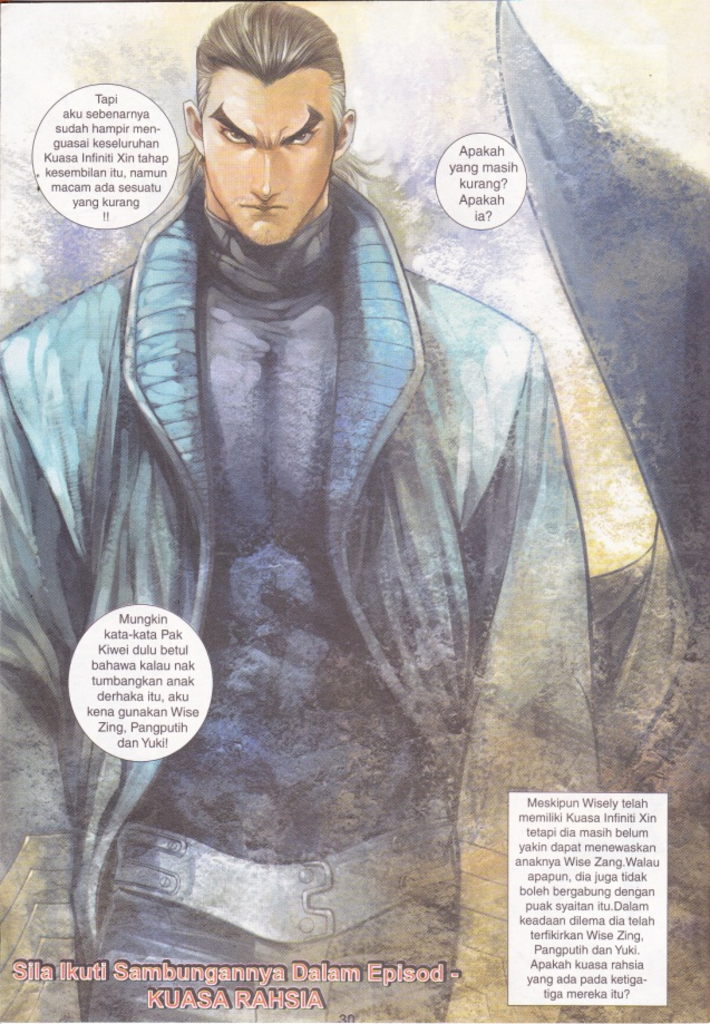 Tapi
aku sebenarnya
sudah hampir men-
guasai keseluruhan
Kuasa Infiniti Xin tahap
kesembilan itu, namun
macam ada sesuatu
yang kurang
!!
Apakah
yang masih
kurang?
Apakah
ia?
Mungkin
kata-kata Pak
Kiwei dulu betul
bahawa kalau nak
tumbangkan anak
derhaka itu, aku
kena gunakan Wise
Zing, Pangputih
dan Yuki!
Meskipun Wisely telah
memiliki Kuasa Infiniti Xin
tetapi dia masih belum
yakin dapat menewaskan
anaknya Wise Zang.Walau
apapun, dia juga tidak
boleh bergabung dengan
puak syaitan itu.Dalam
keadaan dilema dia telah
terfikirkan Wise Zing,
Pangputih dan Yuki.
Apakah kuasa rahsia
yang ada pada ketiga-
tiga mereka itu?
Sila Ikuti Sambungannya Dalam Episod -
KUASA RAHSIA
30